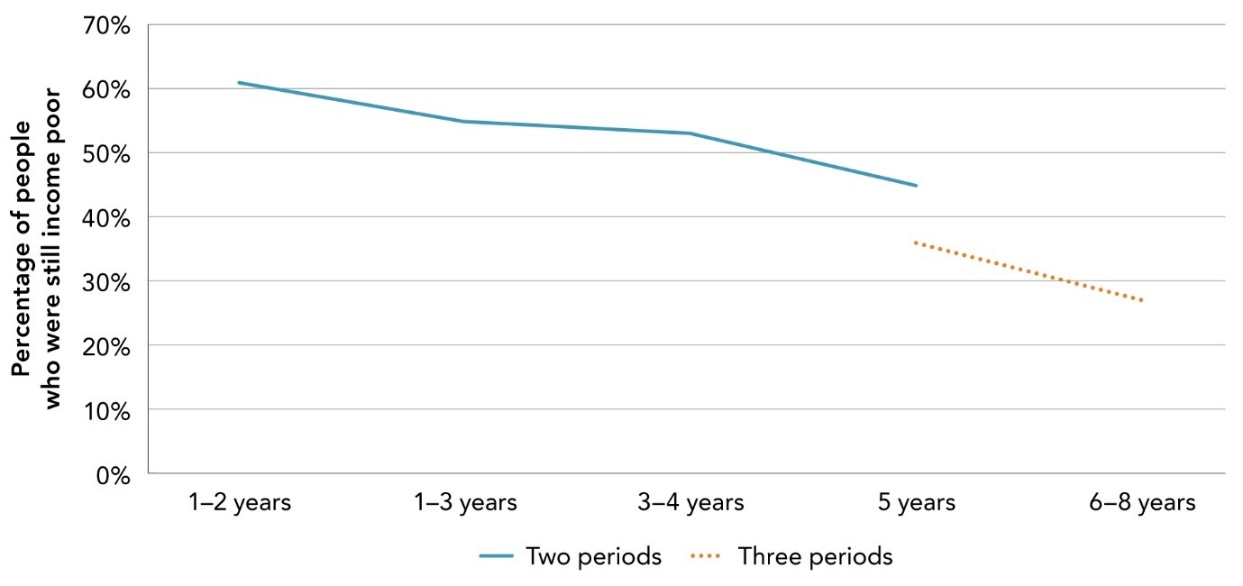 Percentage of people
who were still income poor
70%
60%
50%
40%
30%
20%
10%
0%
1–2 years
1–3 years
3–4 years
5 years
6–8 years
Two periods
Three periods